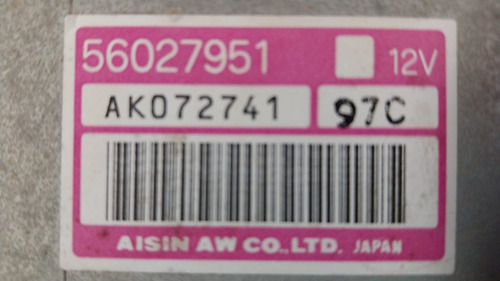 56027951 12V
AK072741 97C
AISIN AW CO.,LTD. JAPAN